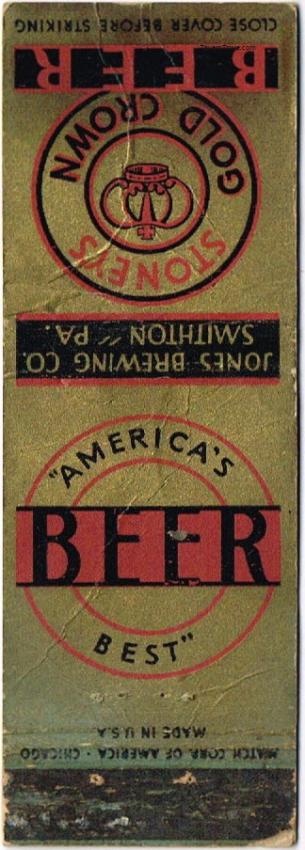 CLOSE COVER BEFORE STRIKING
BEER
GOLD CROWN
STONEYS
JONES BREWING CO.
SMITHTON PA.
"AMERICA'S
BEER
BEST"
MADE IN U.S.A
MATCH CORP. OF AMERICA · CHICAGO